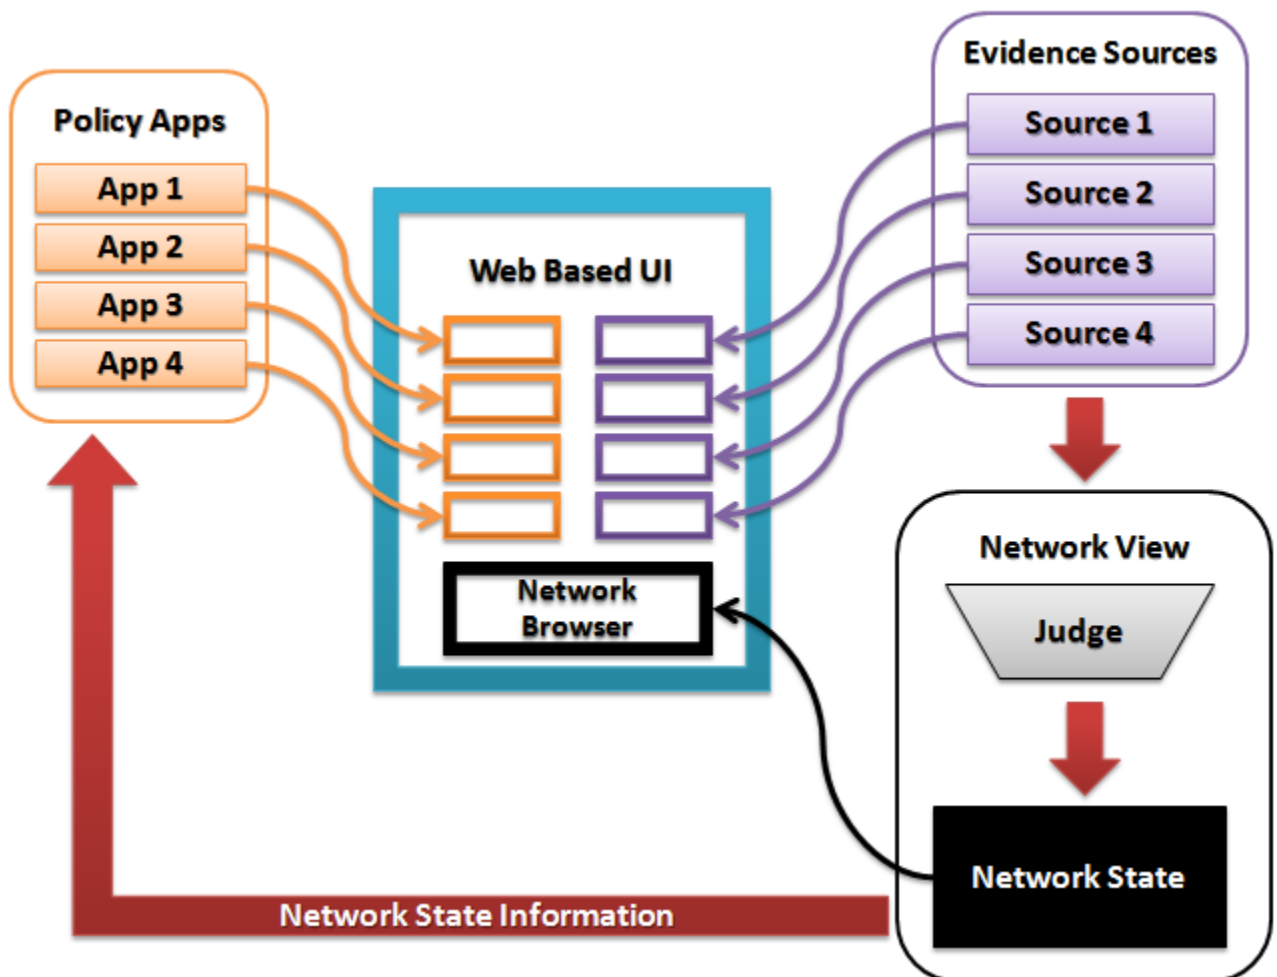 Policy Apps
App 1
App 2
App 3
App 4
Web Based UI
Network
Browser
Evidence Sources
Source 1
Source 2
Source 3
Source 4
Network View
Judge
Network State
Network State Information